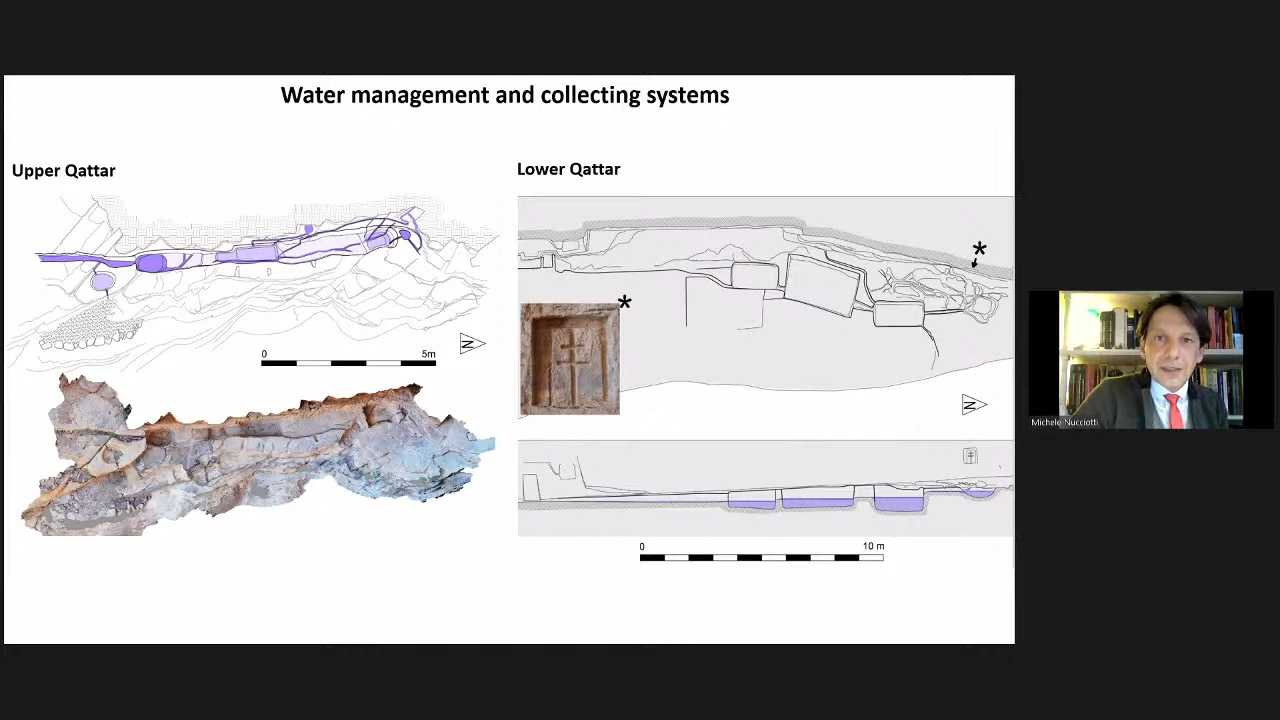 Water management and collecting systems
Upper Qattar
Lower Qattar
*
*
0 5m
N
N
0 10 m
Michele Nucciotti